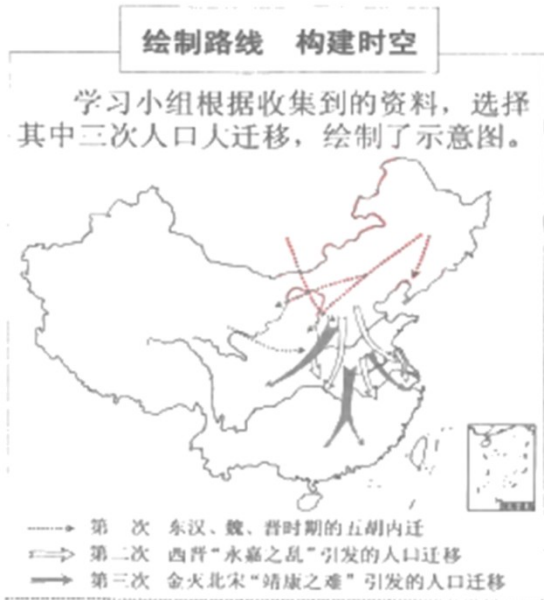 绘制路线 构建时空
学习小组根据收集到的资料，选择
其中三次人口大迁移，绘制了示意图。
第 次 东汉、魏、晋时期的五胡内迁
第二次 西晋“永嘉之乱”引发的人口迁移
第三次 金灭北宋“靖康之难”引发的人口迁移